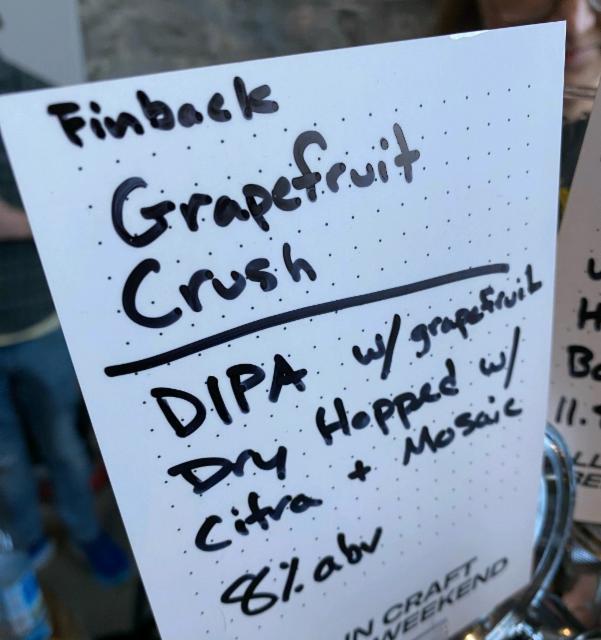 Finback
Grapefruit
Crush
DIPA w/ grapefruit
Dry Hopped w/
Citra + Mosaic
8% abv
IN CRAFT
WEEKEND